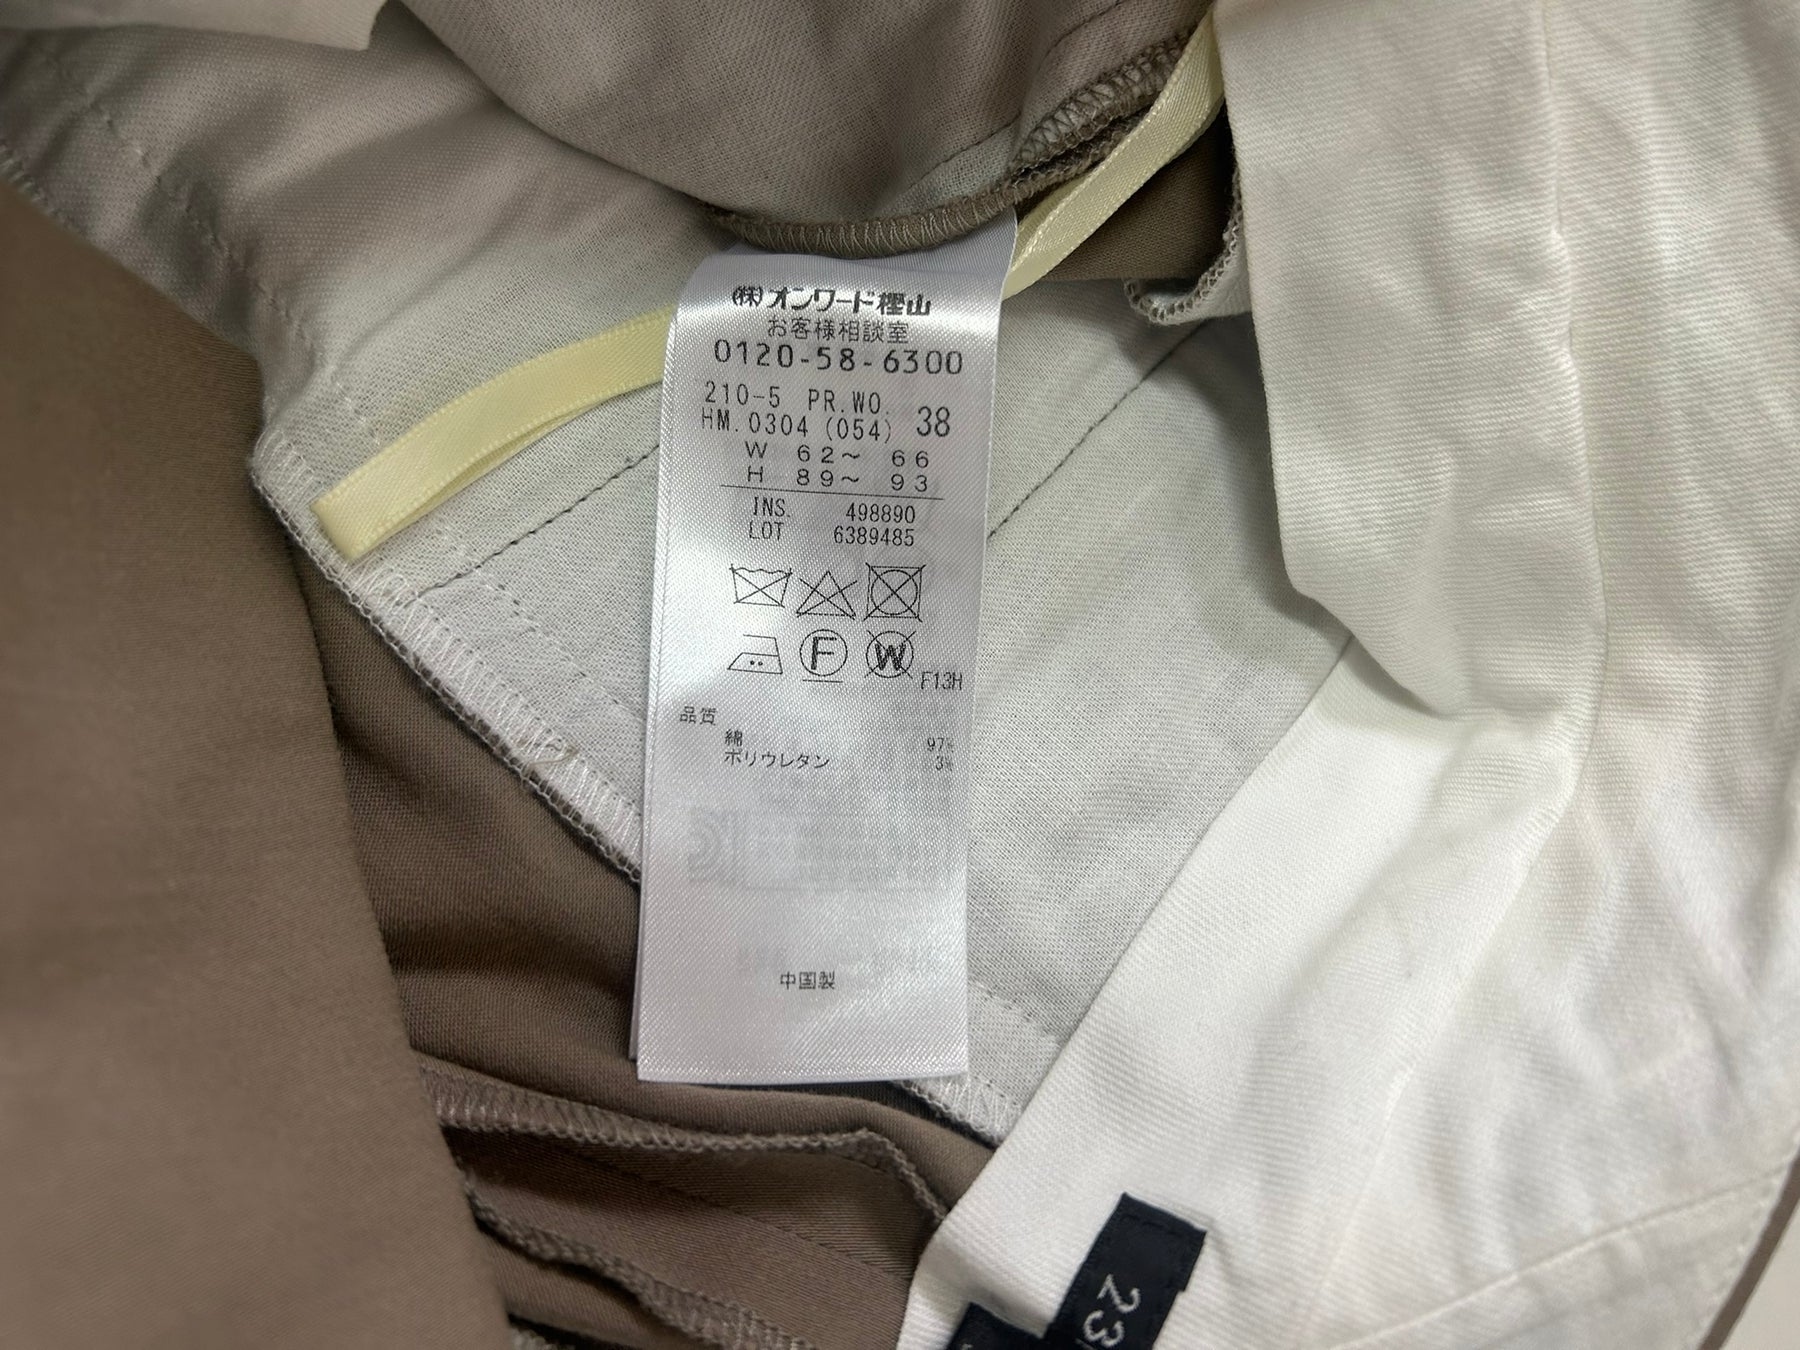 (株)オンワード樫山
お客様相談室
0120-58-6300
210-5 PR.WO.
HM.0304 (054) 38
W 62~ 66
H 89~ 93
INS. 498890
LOT 6389485
F
W
F13H
品質
綿 97%
ポリウレタン 3%
中国製
23